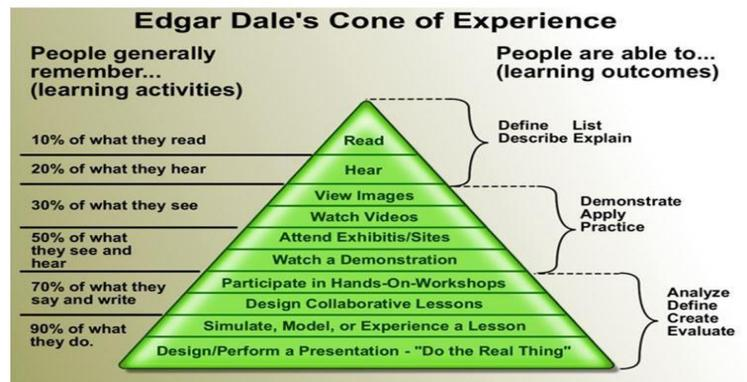 Edgar Dale's Cone of Experience
People generally
remember...
(learning activities)
People are able to...
(learning outcomes)
10% of what they read
20% of what they hear
30% of what they see
50% of what
they see and
hear
70% of what they
say and write
90% of what
they do.
Read
Hear
View Images
Watch Videos
Attend Exhibitis/Sites
Watch a Demonstration
Participate in Hands-On-Workshops
Design Collaborative Lessons
Simulate, Model, or Experience a Lesson
Design/Perform a Presentation - "Do the Real Thing"
Define List
Describe Explain
Demonstrate
Apply
Practice
Analyze
Define
Create
Evaluate